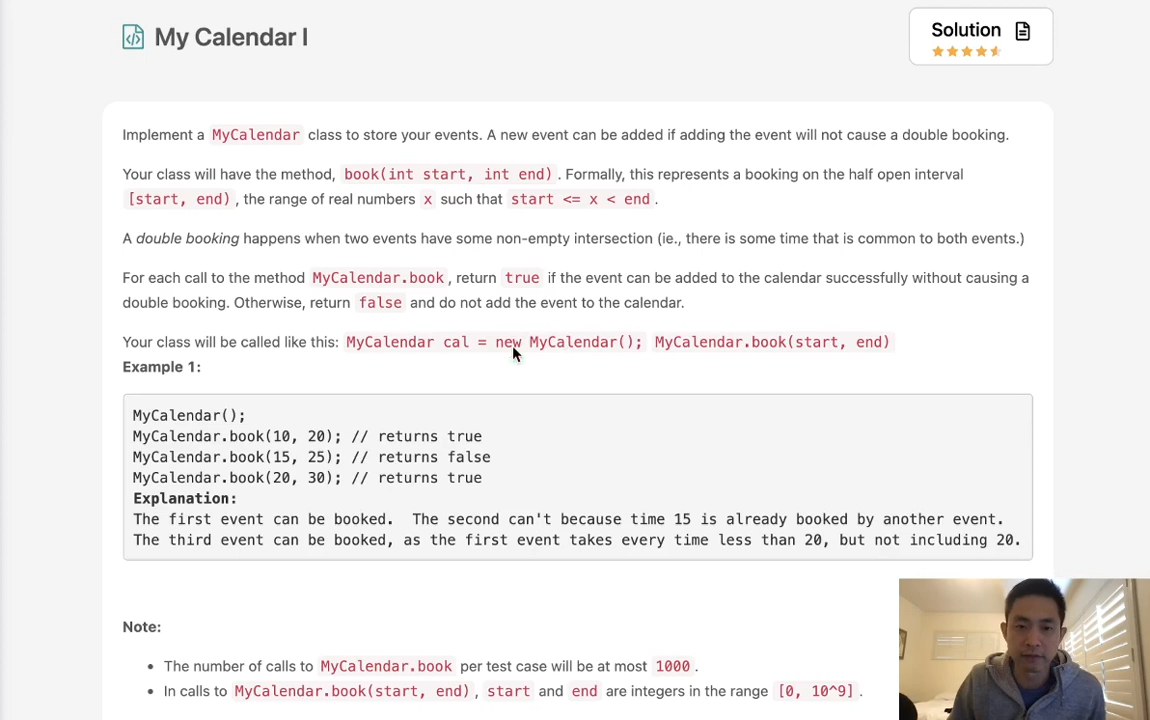 My Calendar I
Solution
Implement a MyCalendar class to store your events. A new event can be added if adding the event will not cause a double booking.
Your class will have the method, book(int start, int end). Formally, this represents a booking on the half open interval
[start, end), the range of real numbers x such that start <= x < end.
A double booking happens when two events have some non-empty intersection (ie., there is some time that is common to both events.)
For each call to the method MyCalendar.book, return true if the event can be added to the calendar successfully without causing a
double booking. Otherwise, return false and do not add the event to the calendar.
Your class will be called like this: MyCalendar cal = new MyCalendar(); MyCalendar.book(start, end)
Example 1:
MyCalendar();
MyCalendar.book(10, 20); // returns true
MyCalendar.book(15, 25); // returns false
MyCalendar.book(20, 30); // returns true
Explanation:
The first event can be booked.  The second can't because time 15 is already booked by another event.
The third event can be booked, as the first event takes every time less than 20, but not including 20.
Note:
• The number of calls to MyCalendar.book per test case will be at most 1000.
• In calls to MyCalendar.book(start, end), start and end are integers in the range [0, 10^9].